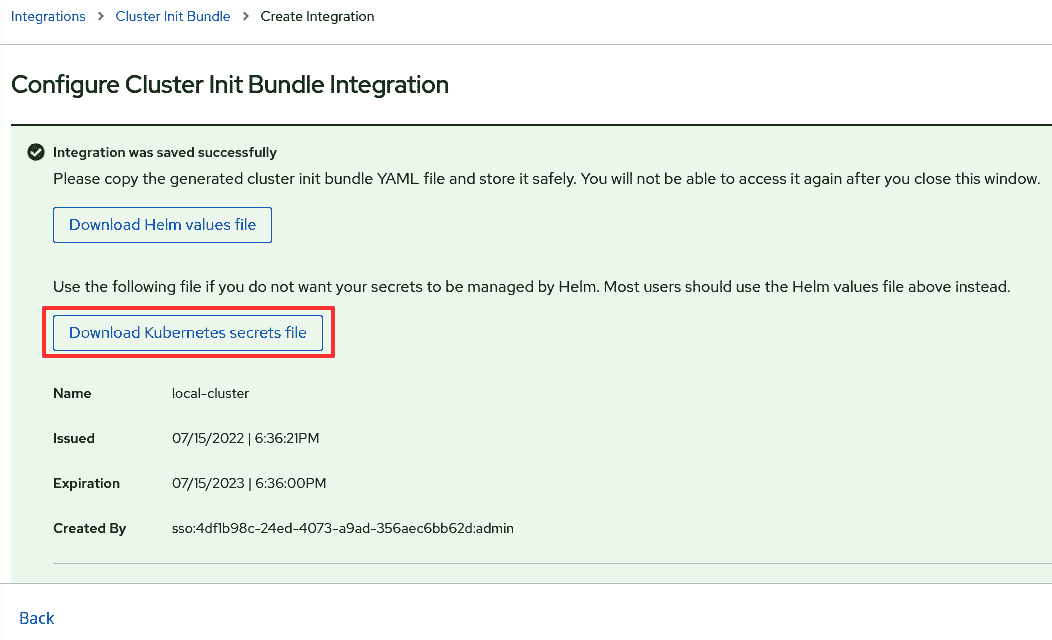 Integrations > Cluster Init Bundle > Create Integration
Configure Cluster Init Bundle Integration
Integration was saved successfully
Please copy the generated cluster init bundle YAML file and store it safely. You will not be able to access it again after you close this window.
Download Helm values file
Use the following file if you do not want your secrets to be managed by Helm. Most users should use the Helm values file above instead.
Download Kubernetes secrets file
Name local-cluster
Issued 07/15/2022 | 6:36:21PM
Expiration 07/15/2023 | 6:36:00PM
Created By sso:4df1b98c-24ed-4073-a9ad-356aec6bb62d:admin
Back